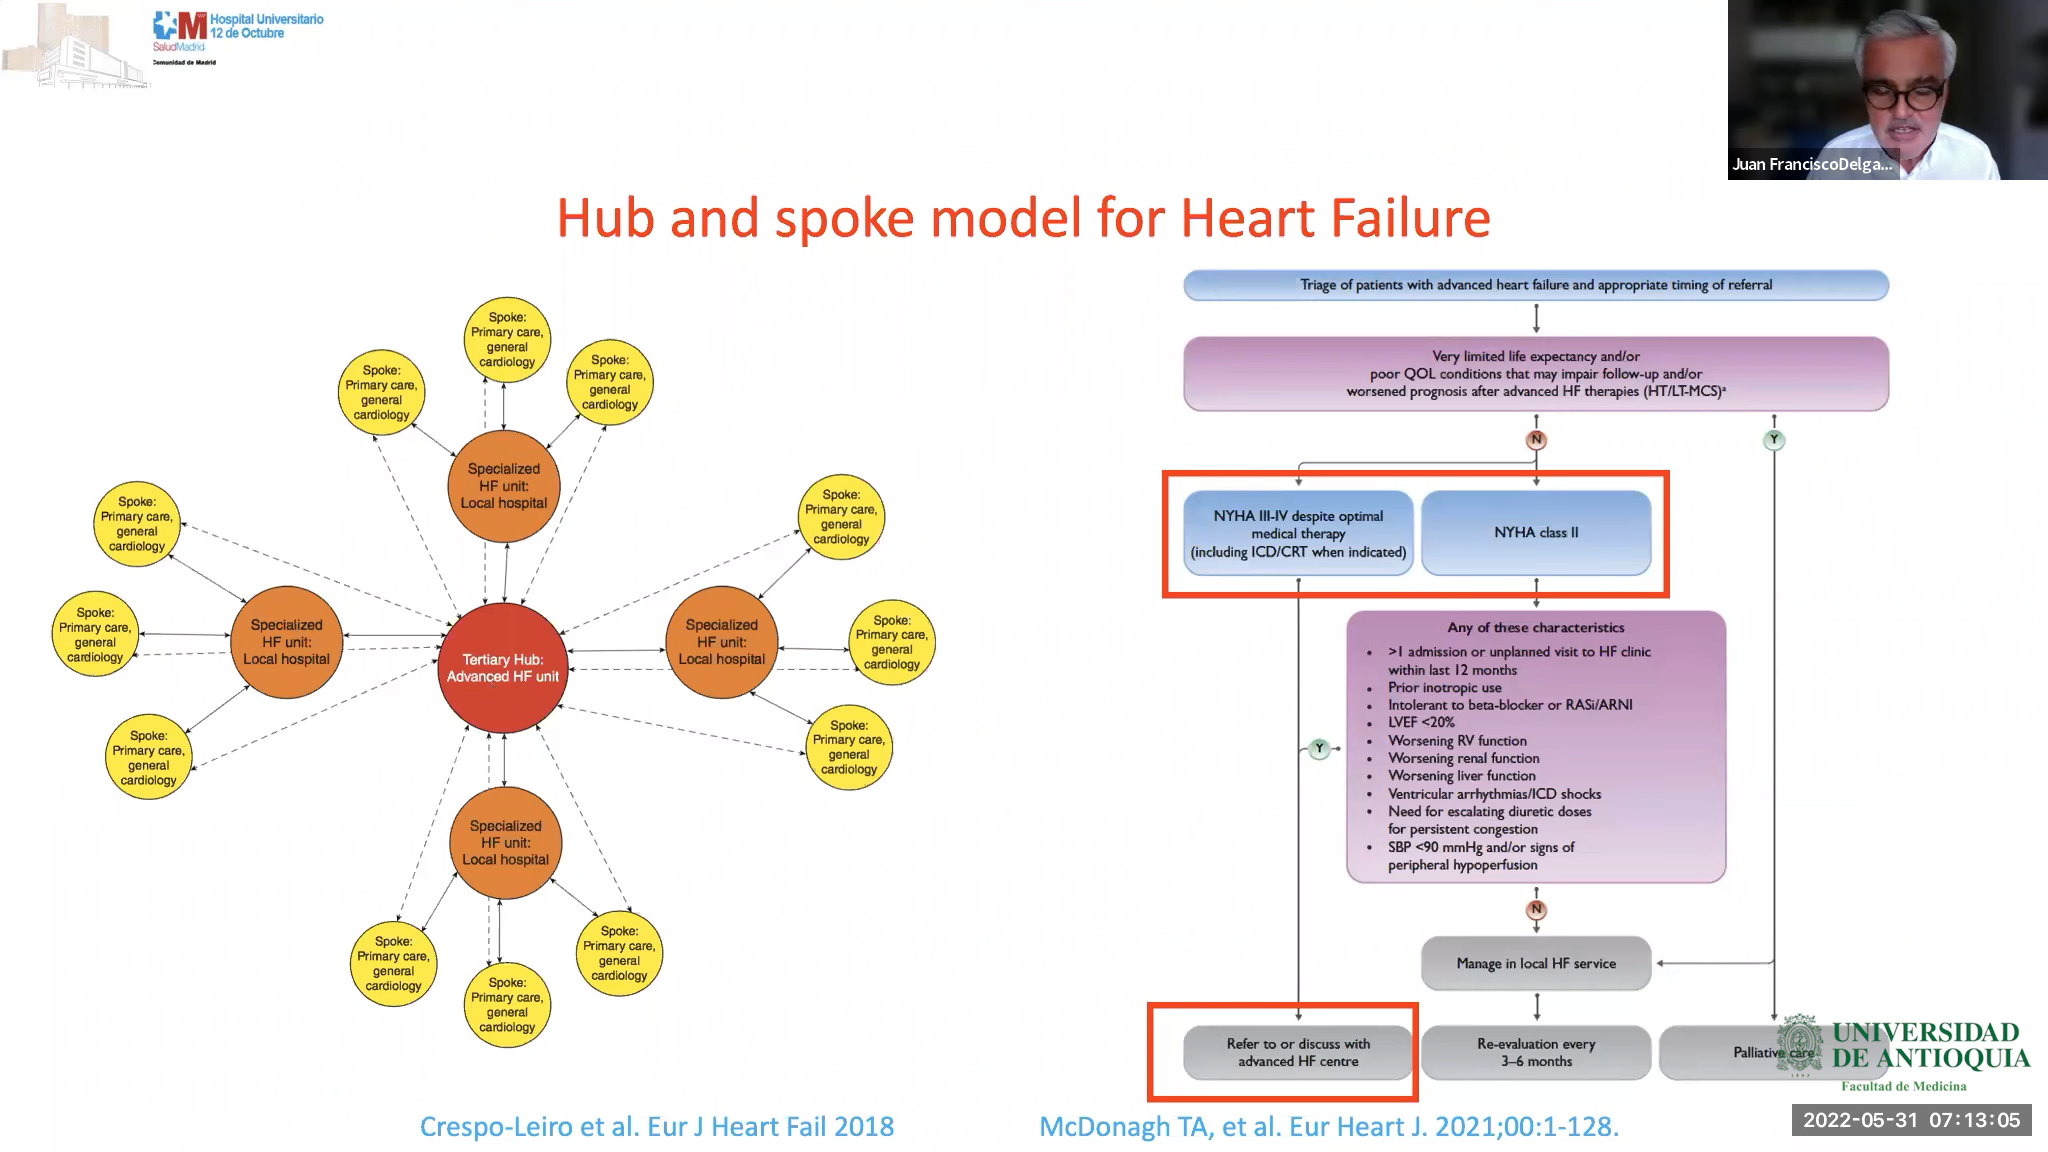 Hospital Universitario
12 de Octubre
SaludMadrid
Comunidad de Madrid
Juan FranciscoDelga...
Hub and spoke model for Heart Failure
Spoke:
Primary care,
general
cardiology
Spoke:
Primary care,
general
cardiology
Spoke:
Primary care,
general
cardiology
Specialized
HF unit:
Local hospital
Spoke:
Primary care,
general
cardiology
Spoke:
Primary care,
general
cardiology
Spoke:
Primary care,
general
cardiology
Specialized
HF unit:
Local hospital
Tertiary Hub:
Advanced HF unit
Specialized
HF unit:
Local hospital
Spoke:
Primary care,
general
cardiology
Spoke:
Primary care,
general
cardiology
Spoke:
Primary care,
general
cardiology
Specialized
HF unit:
Local hospital
Spoke:
Primary care,
general
cardiology
Spoke:
Primary care,
general
cardiology
Spoke:
Primary care,
general
cardiology
Crespo-Leiro et al. Eur J Heart Fail 2018
Triage of patients with advanced heart failure and appropriate timing of referral
Very limited life expectancy and/or
poor QOL conditions that may impair follow-up and/or
worsened prognosis after advanced HF therapies (HT/LT-MCS)ª
N
Y
NYHA III-IV despite optimal
medical therapy
(including ICD/CRT when indicated)
NYHA class II
Any of these characteristics
• >1 admission or unplanned visit to HF clinic
within last 12 months
• Prior inotropic use
• Intolerant to beta-blocker or RASi/ARNI
• LVEF <20%
• Worsening RV function
• Worsening renal function
• Worsening liver function
• Ventricular arrhythmias/ICD shocks
• Need for escalating diuretic doses
for persistent congestion
• SBP <90 mmHg and/or signs of
peripheral hypoperfusion
Y
N
Manage in local HF service
Refer to or discuss with
advanced HF centre
Re-evaluation every
3–6 months
Palliative care
McDonagh TA, et al. Eur Heart J. 2021;00:1-128.
UNIVERSIDAD
DE ANTIOQUIA
Facultad de Medicina
2022-05-31 07:13:05